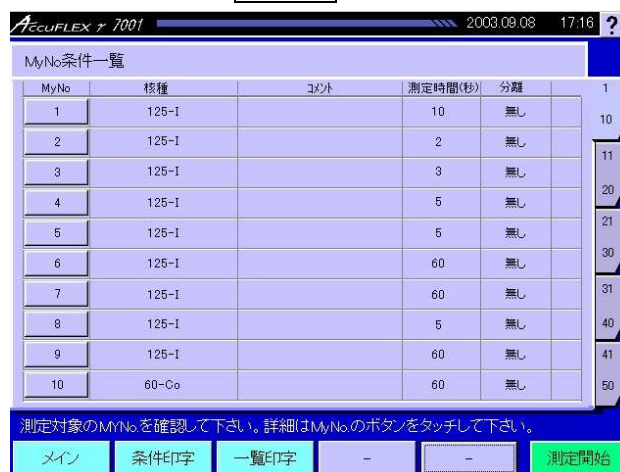 AccuFLEX γ 7001 2003.09.08 17:16 ?
MyNo条件一覧
MyNo 核種 コメント 測定時間(秒) 分離
1 125-I 10 無し
2 125-I 2 無し
3 125-I 3 無し
4 125-I 5 無し
5 125-I 5 無し
6 125-I 60 無し
7 125-I 60 無し
8 125-I 5 無し
9 125-I 60 無し
10 60-Co 60 無し
1
10
11
20
21
30
31
40
41
50
測定対象のMYNo.を確認して下さい。詳細はMyNo.のボタンをタッチして下さい。
メイン 条件印字 一覧印字 - - 測定開始